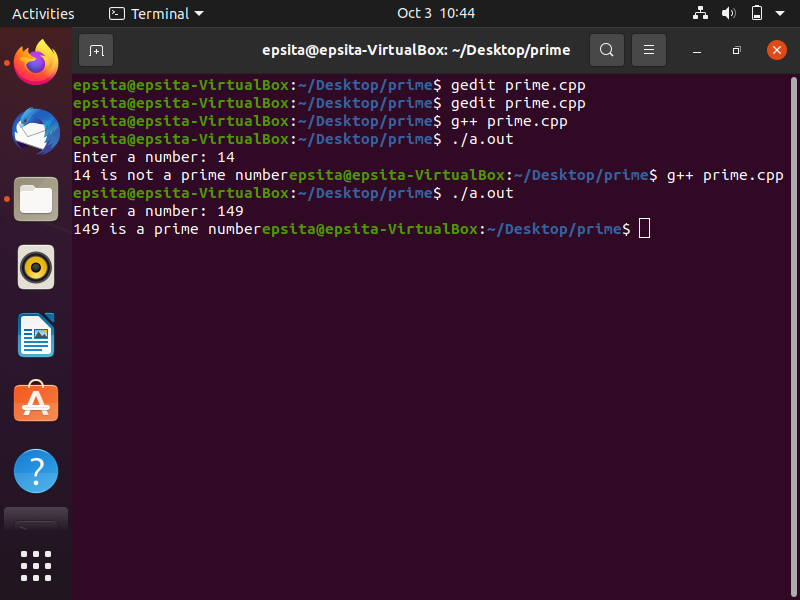 Activities Terminal Oct 3 10:44
epsita@epsita-VirtualBox: ~/Desktop/prime
epsita@epsita-VirtualBox:~/Desktop/prime$ gedit prime.cpp
epsita@epsita-VirtualBox:~/Desktop/prime$ gedit prime.cpp
epsita@epsita-VirtualBox:~/Desktop/prime$ g++ prime.cpp
epsita@epsita-VirtualBox:~/Desktop/prime$ ./a.out
Enter a number: 14
14 is not a prime numberepsita@epsita-VirtualBox:~/Desktop/prime$ g++ prime.cpp
epsita@epsita-VirtualBox:~/Desktop/prime$ ./a.out
Enter a number: 149
149 is a prime numberepsita@epsita-VirtualBox:~/Desktop/prime$